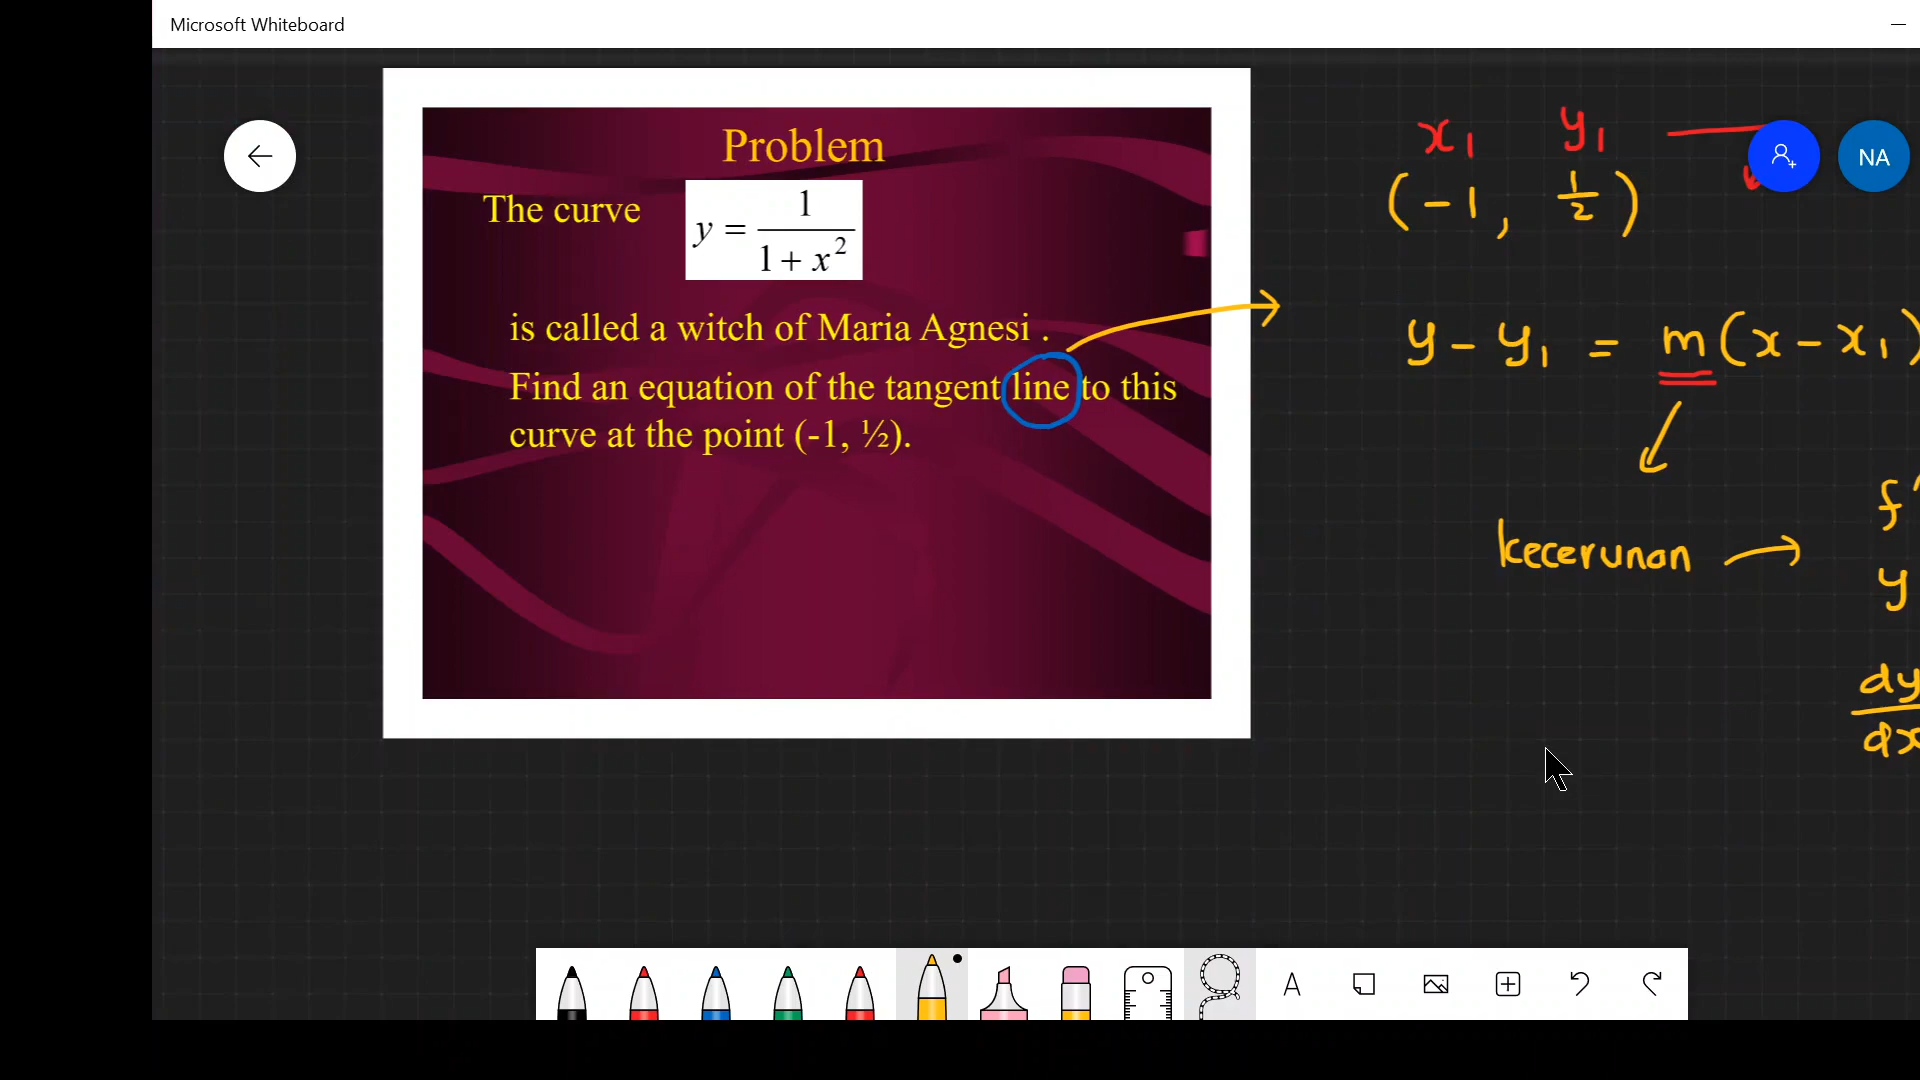 Microsoft Whiteboard
Problem
The curve
y = 1 / 1 + x²
is called a witch of Maria Agnesi .
Find an equation of the tangent line to this
curve at the point (-1, ½).
x₁ y₁
(-1, 1/2)
NA
y - y₁ = m(x - x₁)
kecerunan
f'
y
dy
dx
A